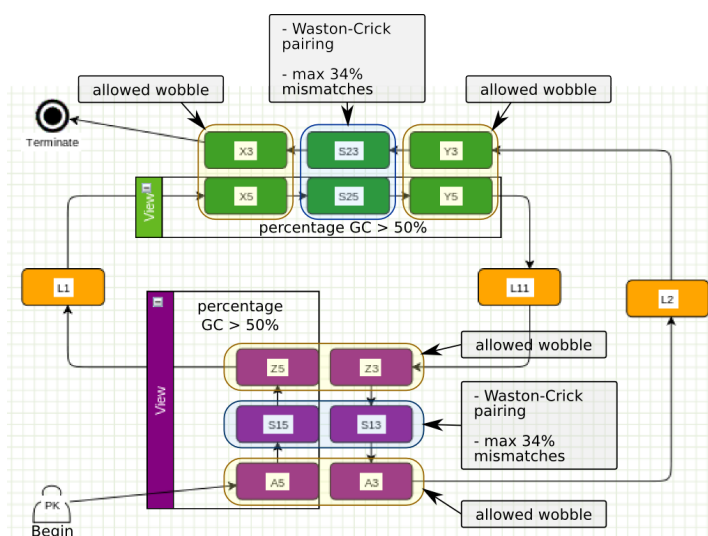 - Waston-Crick
pairing
- max 34%
mismatches
allowed wobble
allowed wobble
Terminate
X3
S23
Y3
View
X5
S25
Y5
percentage GC > 50%
L1
L11
L2
percentage
GC > 50%
allowed wobble
Z5
Z3
View
- Waston-Crick
pairing
- max 34%
mismatches
S15
S13
A5
A3
PK
Begin
allowed wobble